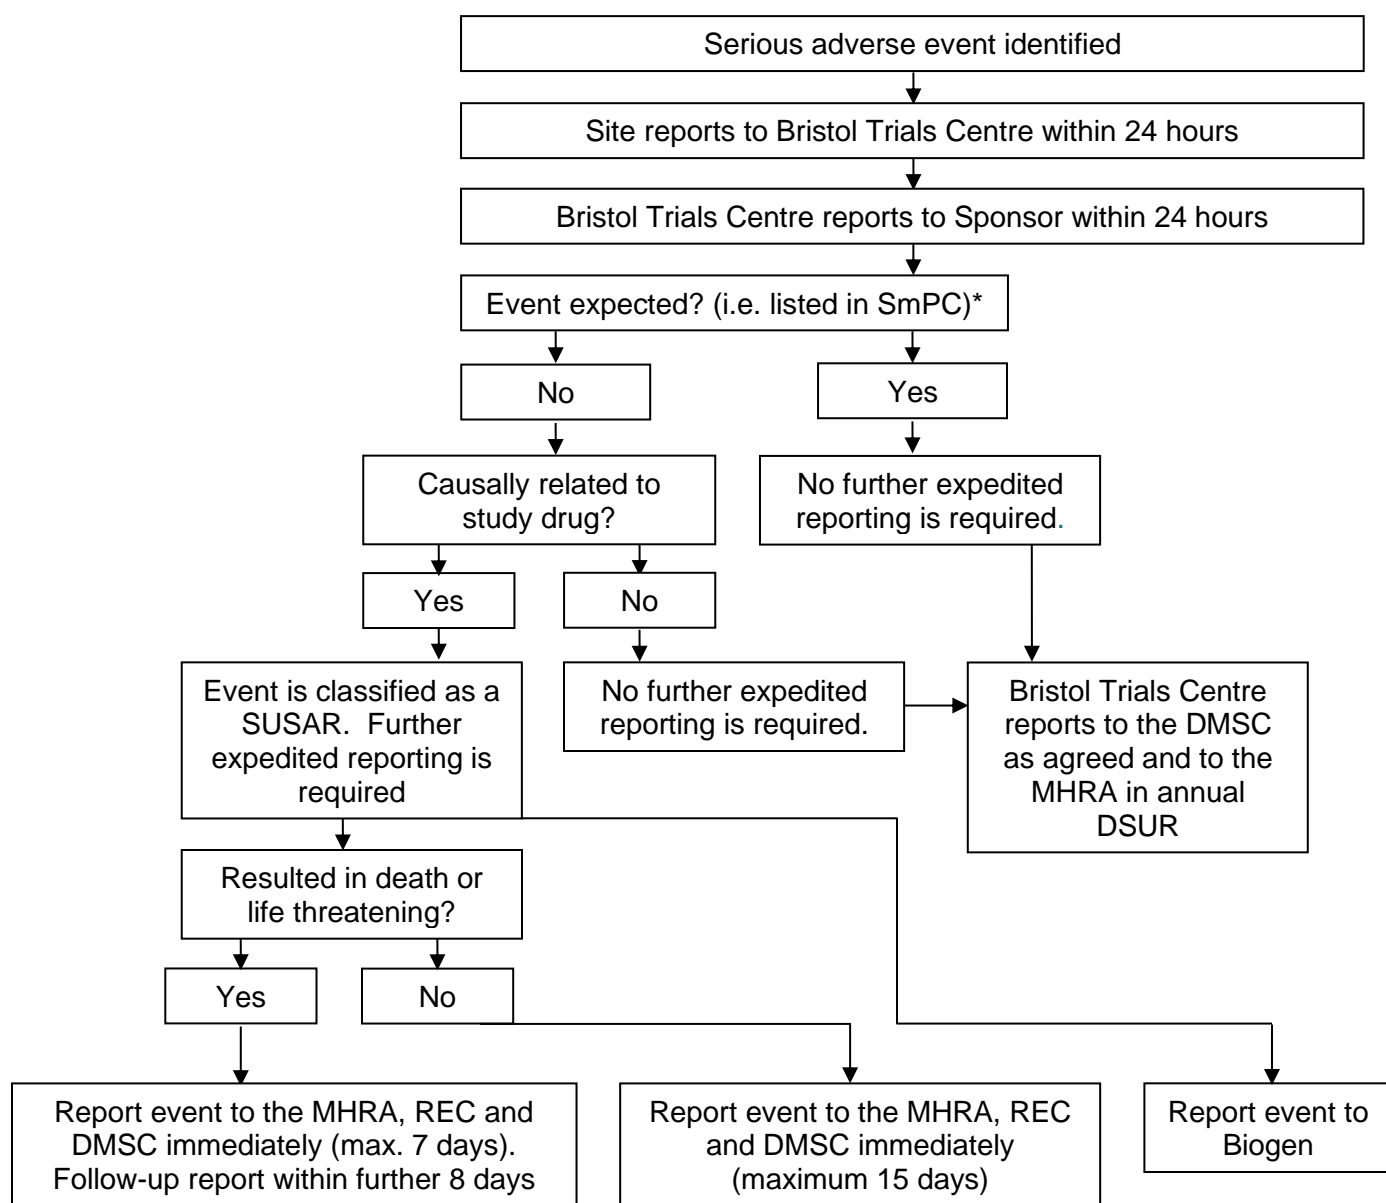 Serious adverse event identified
Site reports to Bristol Trials Centre within 24 hours
Bristol Trials Centre reports to Sponsor within 24 hours
Event expected? (i.e. listed in SmPC)*
No
Yes
Causally related to
study drug?
No further expedited
reporting is required.
Yes
No
Event is classified as a
SUSAR.  Further
expedited reporting is
required
No further expedited
reporting is required.
Bristol Trials Centre
reports to the DMSC
as agreed and to the
MHRA in annual
DSUR
Resulted in death or
life threatening?
Yes
No
Report event to the MHRA, REC and
DMSC immediately (max. 7 days).
Follow-up report within further 8 days
Report event to the MHRA, REC
and DMSC immediately
(maximum 15 days)
Report event to
Biogen